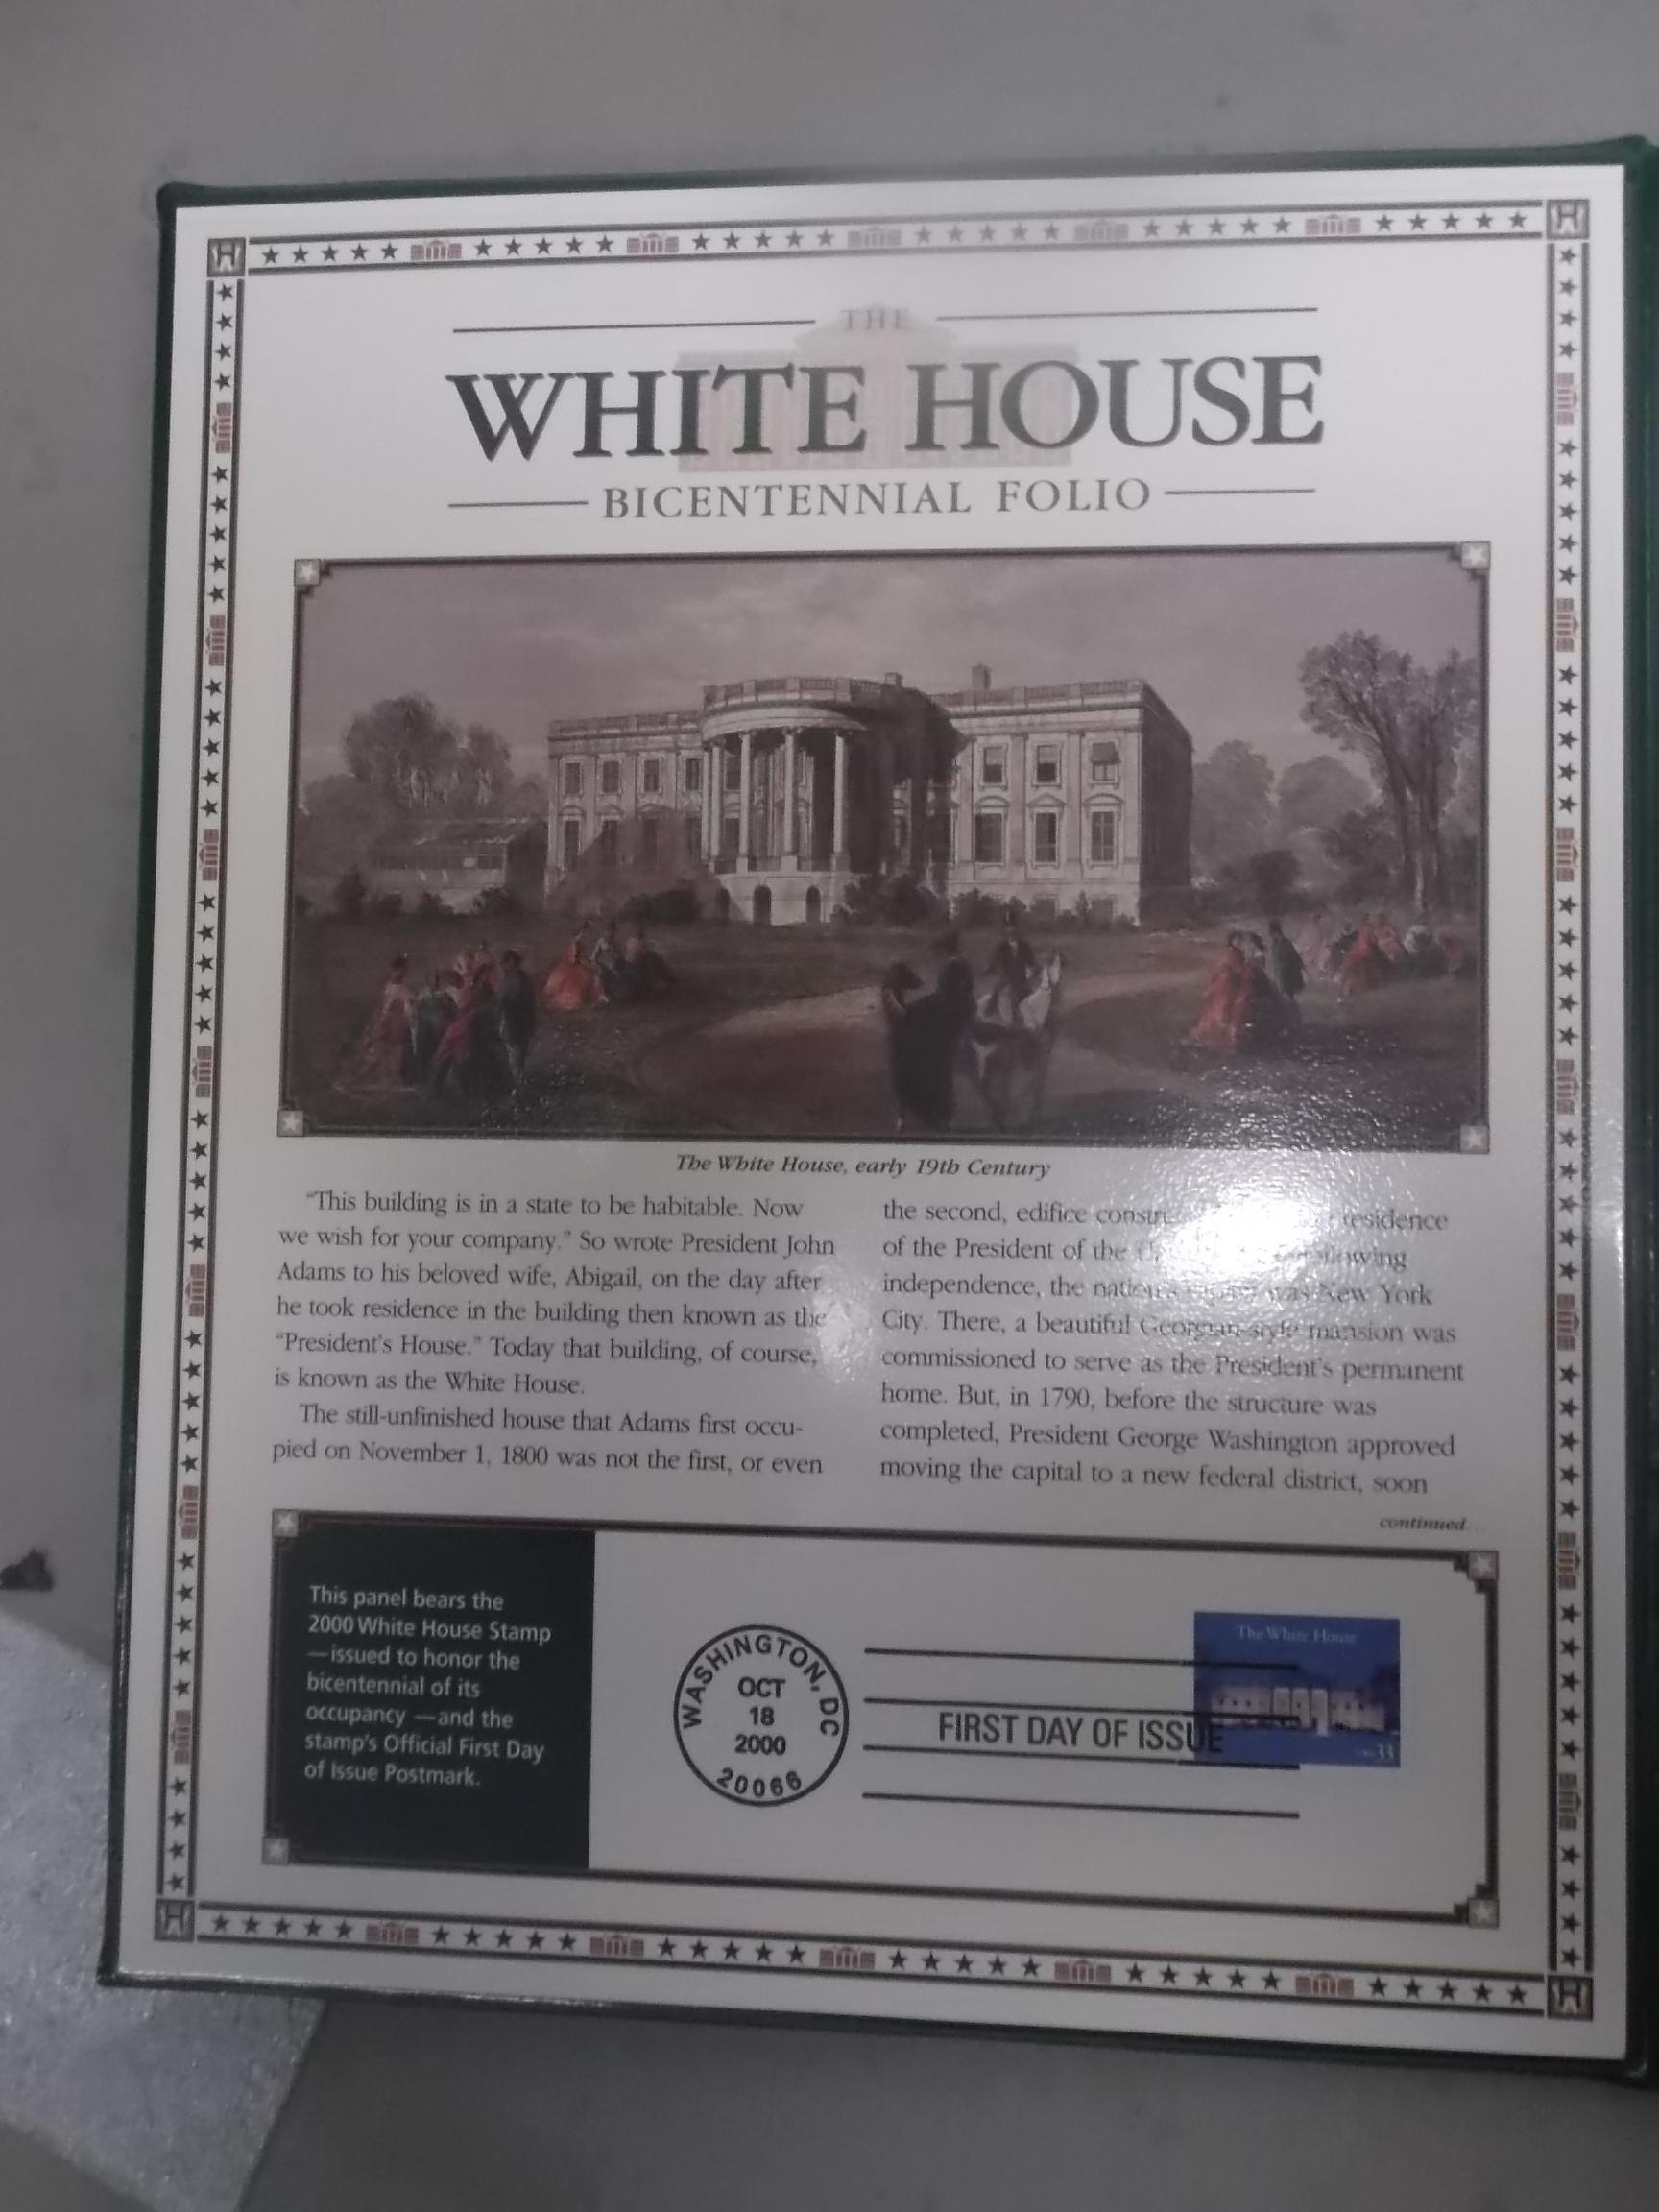 THE
WHITE HOUSE
BICENTENNIAL FOLIO
The White House, early 19th Century
"This building is in a state to be habitable. Now
we wish for your company." So wrote President John
Adams to his beloved wife, Abigail, on the day after
he took residence in the building then known as the
"President's House." Today that building, of course,
is known as the White House.
The still-unfinished house that Adams first occu-
pied on November 1, 1800 was not the first, or even
the second, edifice residence
of the President of the
independence, the nation's was New York
City. There, a beautiful Georgian-style mansion was
commissioned to serve as the President's permanent
home. But, in 1790, before the structure was
completed, President George Washington approved
moving the capital to a new federal district, soon
continued...
This panel bears the
2000 White House Stamp
—issued to honor the
bicentennial of its
occupancy —and the
stamp's Official First Day
of Issue Postmark.
WASHINGTON, DC
OCT
18
2000
20066
FIRST DAY OF ISSUE
The White House
33
H
H
H
H